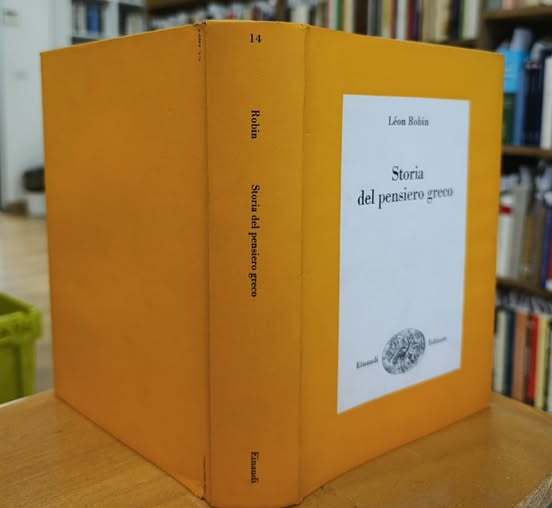 14
Robin
Storia del pensiero greco
Einaudi
Léon Robin
Storia
del pensiero greco
Einaudi
Editore